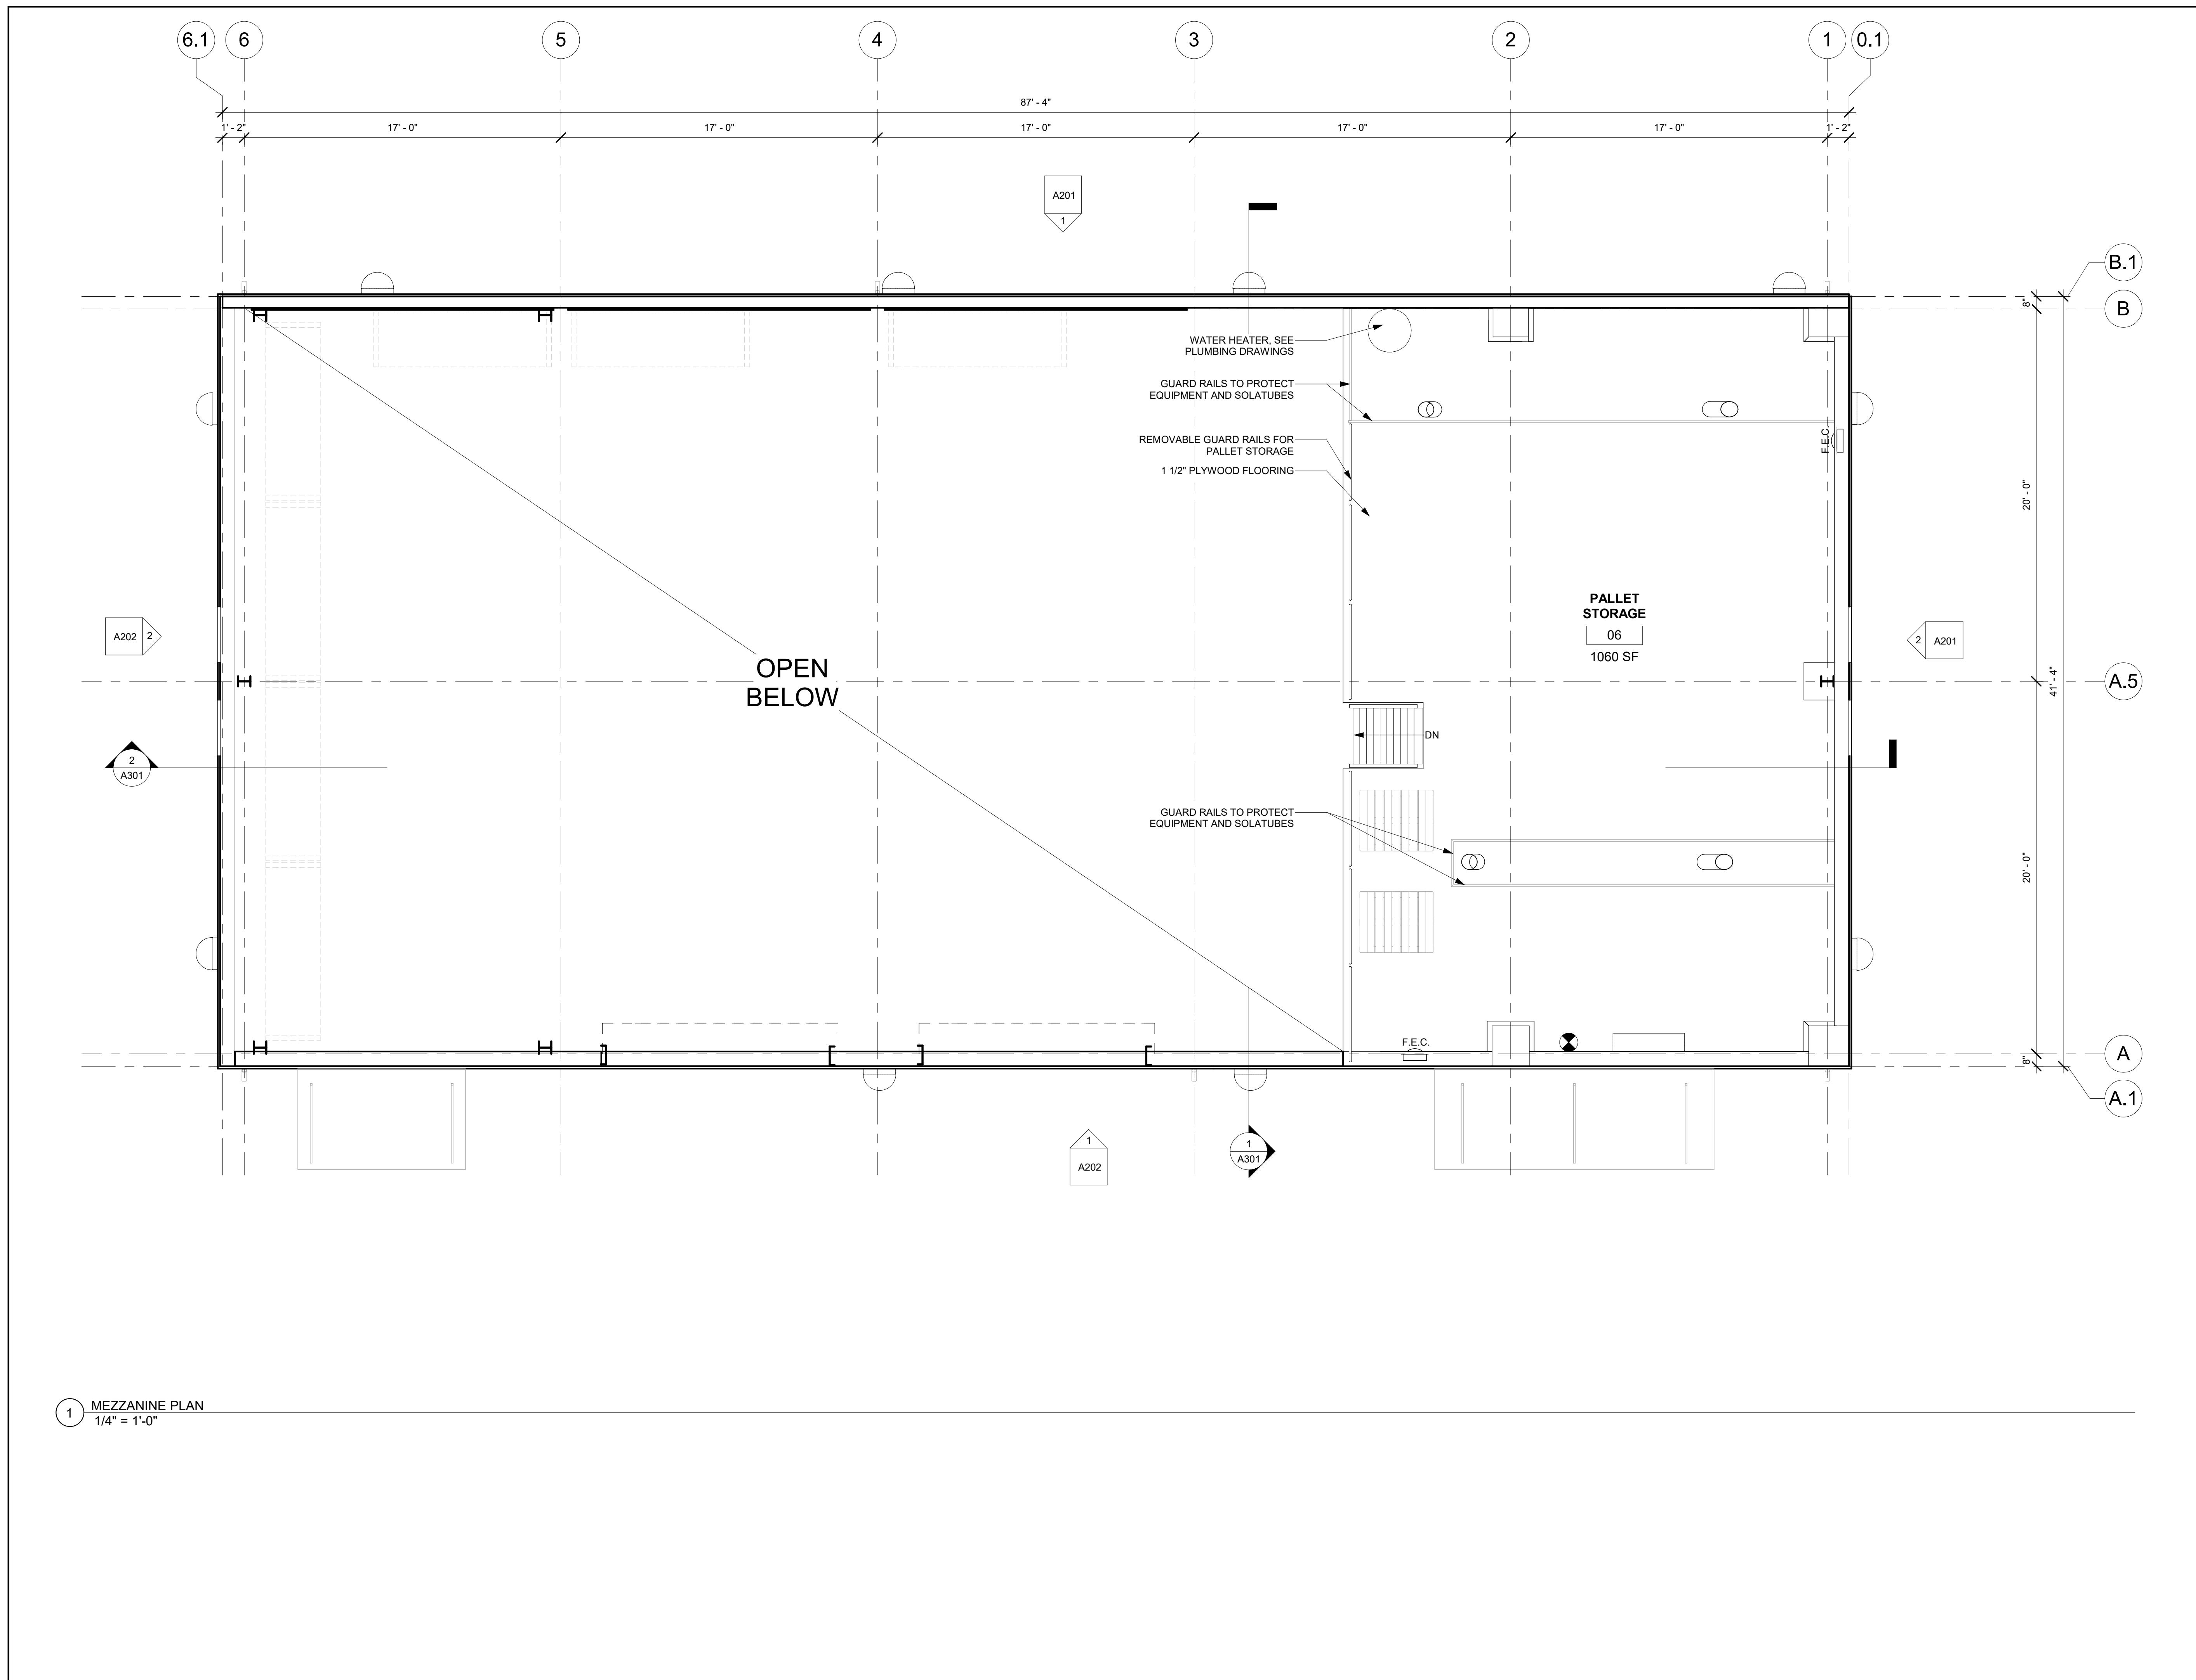 6.1
6
5
4
3
2
1
0.1
87' - 4"
1' - 2"
17' - 0"
17' - 0"
17' - 0"
17' - 0"
17' - 0"
1' - 2"
A201
1
B.1
8"
B
WATER HEATER, SEE
PLUMBING DRAWINGS
GUARD RAILS TO PROTECT
EQUIPMENT AND SOLATUBES
REMOVABLE GUARD RAILS FOR
PALLET STORAGE
1 1/2" PLYWOOD FLOORING
F.E.C.
20' - 0"
PALLET
STORAGE
06
1060 SF
A202
2
2
A201
OPEN
BELOW
41' - 4"
A.5
DN
2
A301
GUARD RAILS TO PROTECT
EQUIPMENT AND SOLATUBES
20' - 0"
F.E.C.
8"
A
A.1
1
A202
1
A301
1
MEZZANINE PLAN
1/4" = 1'-0"